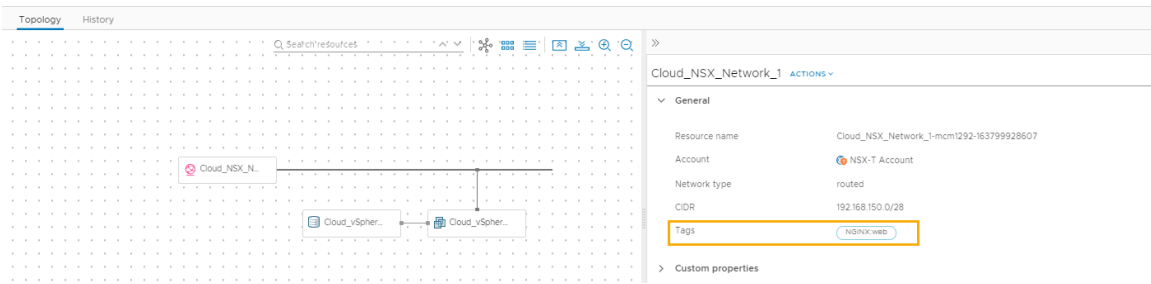 Topology History
Search resources
Cloud_NSX_N...
Cloud_vSpher...
Cloud_vSpher...
Cloud_NSX_Network_1 ACTIONS
General
Resource name Cloud_NSX_Network_1-mcm1292-163799928607
Account NSX-T Account
Network type routed
CIDR 192.168.150.0/28
Tags NGINX:web
Custom properties